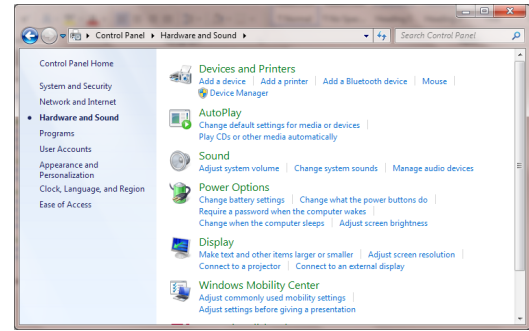 Control Panel Hardware and Sound
Search Control Panel
Control Panel Home
System and Security
Network and Internet
Hardware and Sound
Programs
User Accounts
Appearance and
Personalization
Clock, Language, and Region
Ease of Access
Devices and Printers
Add a device Add a printer Add a Bluetooth device Mouse
Device Manager
AutoPlay
Change default settings for media or devices
Play CDs or other media automatically
Sound
Adjust system volume Change system sounds Manage audio devices
Power Options
Change battery settings Change what the power buttons do
Require a password when the computer wakes
Change when the computer sleeps Adjust screen brightness
Display
Make text and other items larger or smaller Adjust screen resolution
Connect to a projector Connect to an external display
Windows Mobility Center
Adjust commonly used mobility settings
Adjust settings before giving a presentation